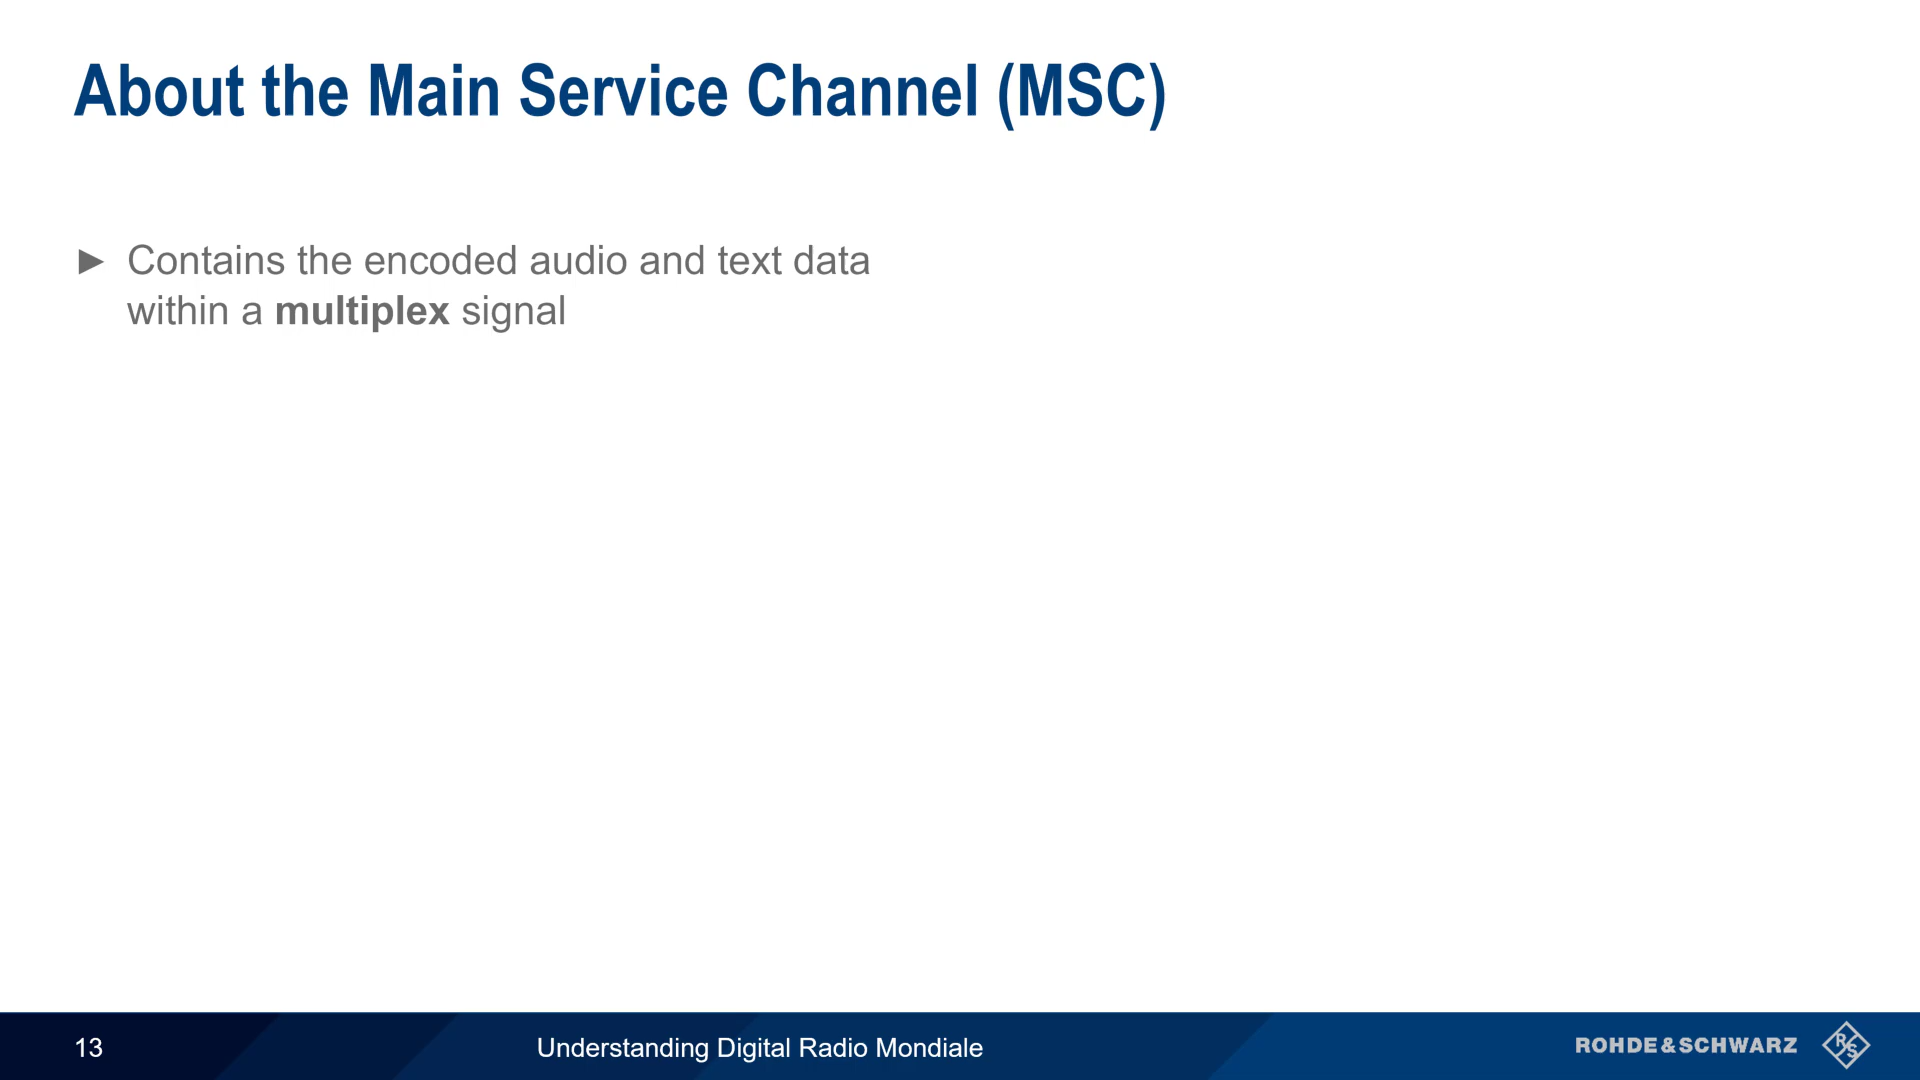 About the Main Service Channel (MSC)
► Contains the encoded audio and text data
within a multiplex signal
13
Understanding Digital Radio Mondiale
ROHDE&SCHWARZ
R&S